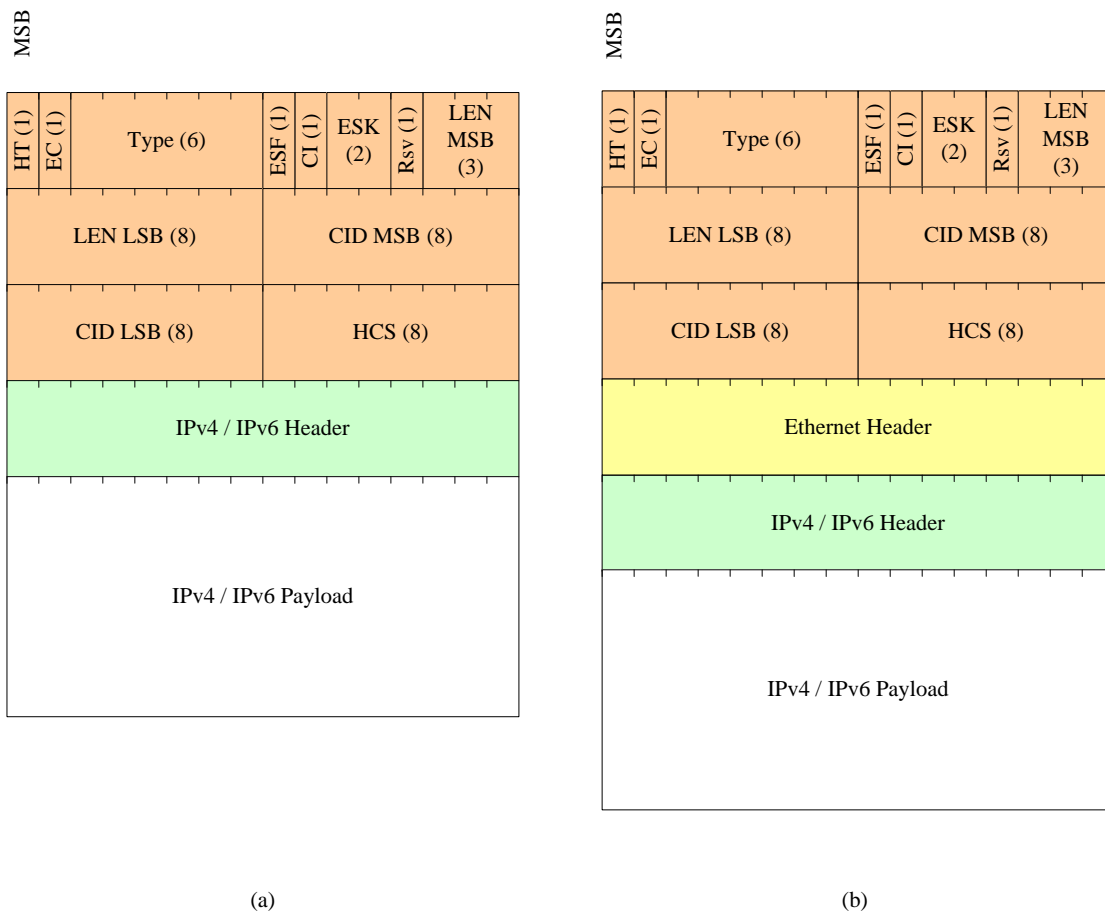 MSB
HT (1) EC (1) Type (6) ESF (1) CI (1) ESK (2) Rsv (1) LEN MSB (3)
LEN LSB (8) CID MSB (8)
CID LSB (8) HCS (8)
IPv4 / IPv6 Header
IPv4 / IPv6 Payload
(a)
MSB
HT (1) EC (1) Type (6) ESF (1) CI (1) ESK (2) Rsv (1) LEN MSB (3)
LEN LSB (8) CID MSB (8)
CID LSB (8) HCS (8)
Ethernet Header
IPv4 / IPv6 Header
IPv4 / IPv6 Payload
(b)